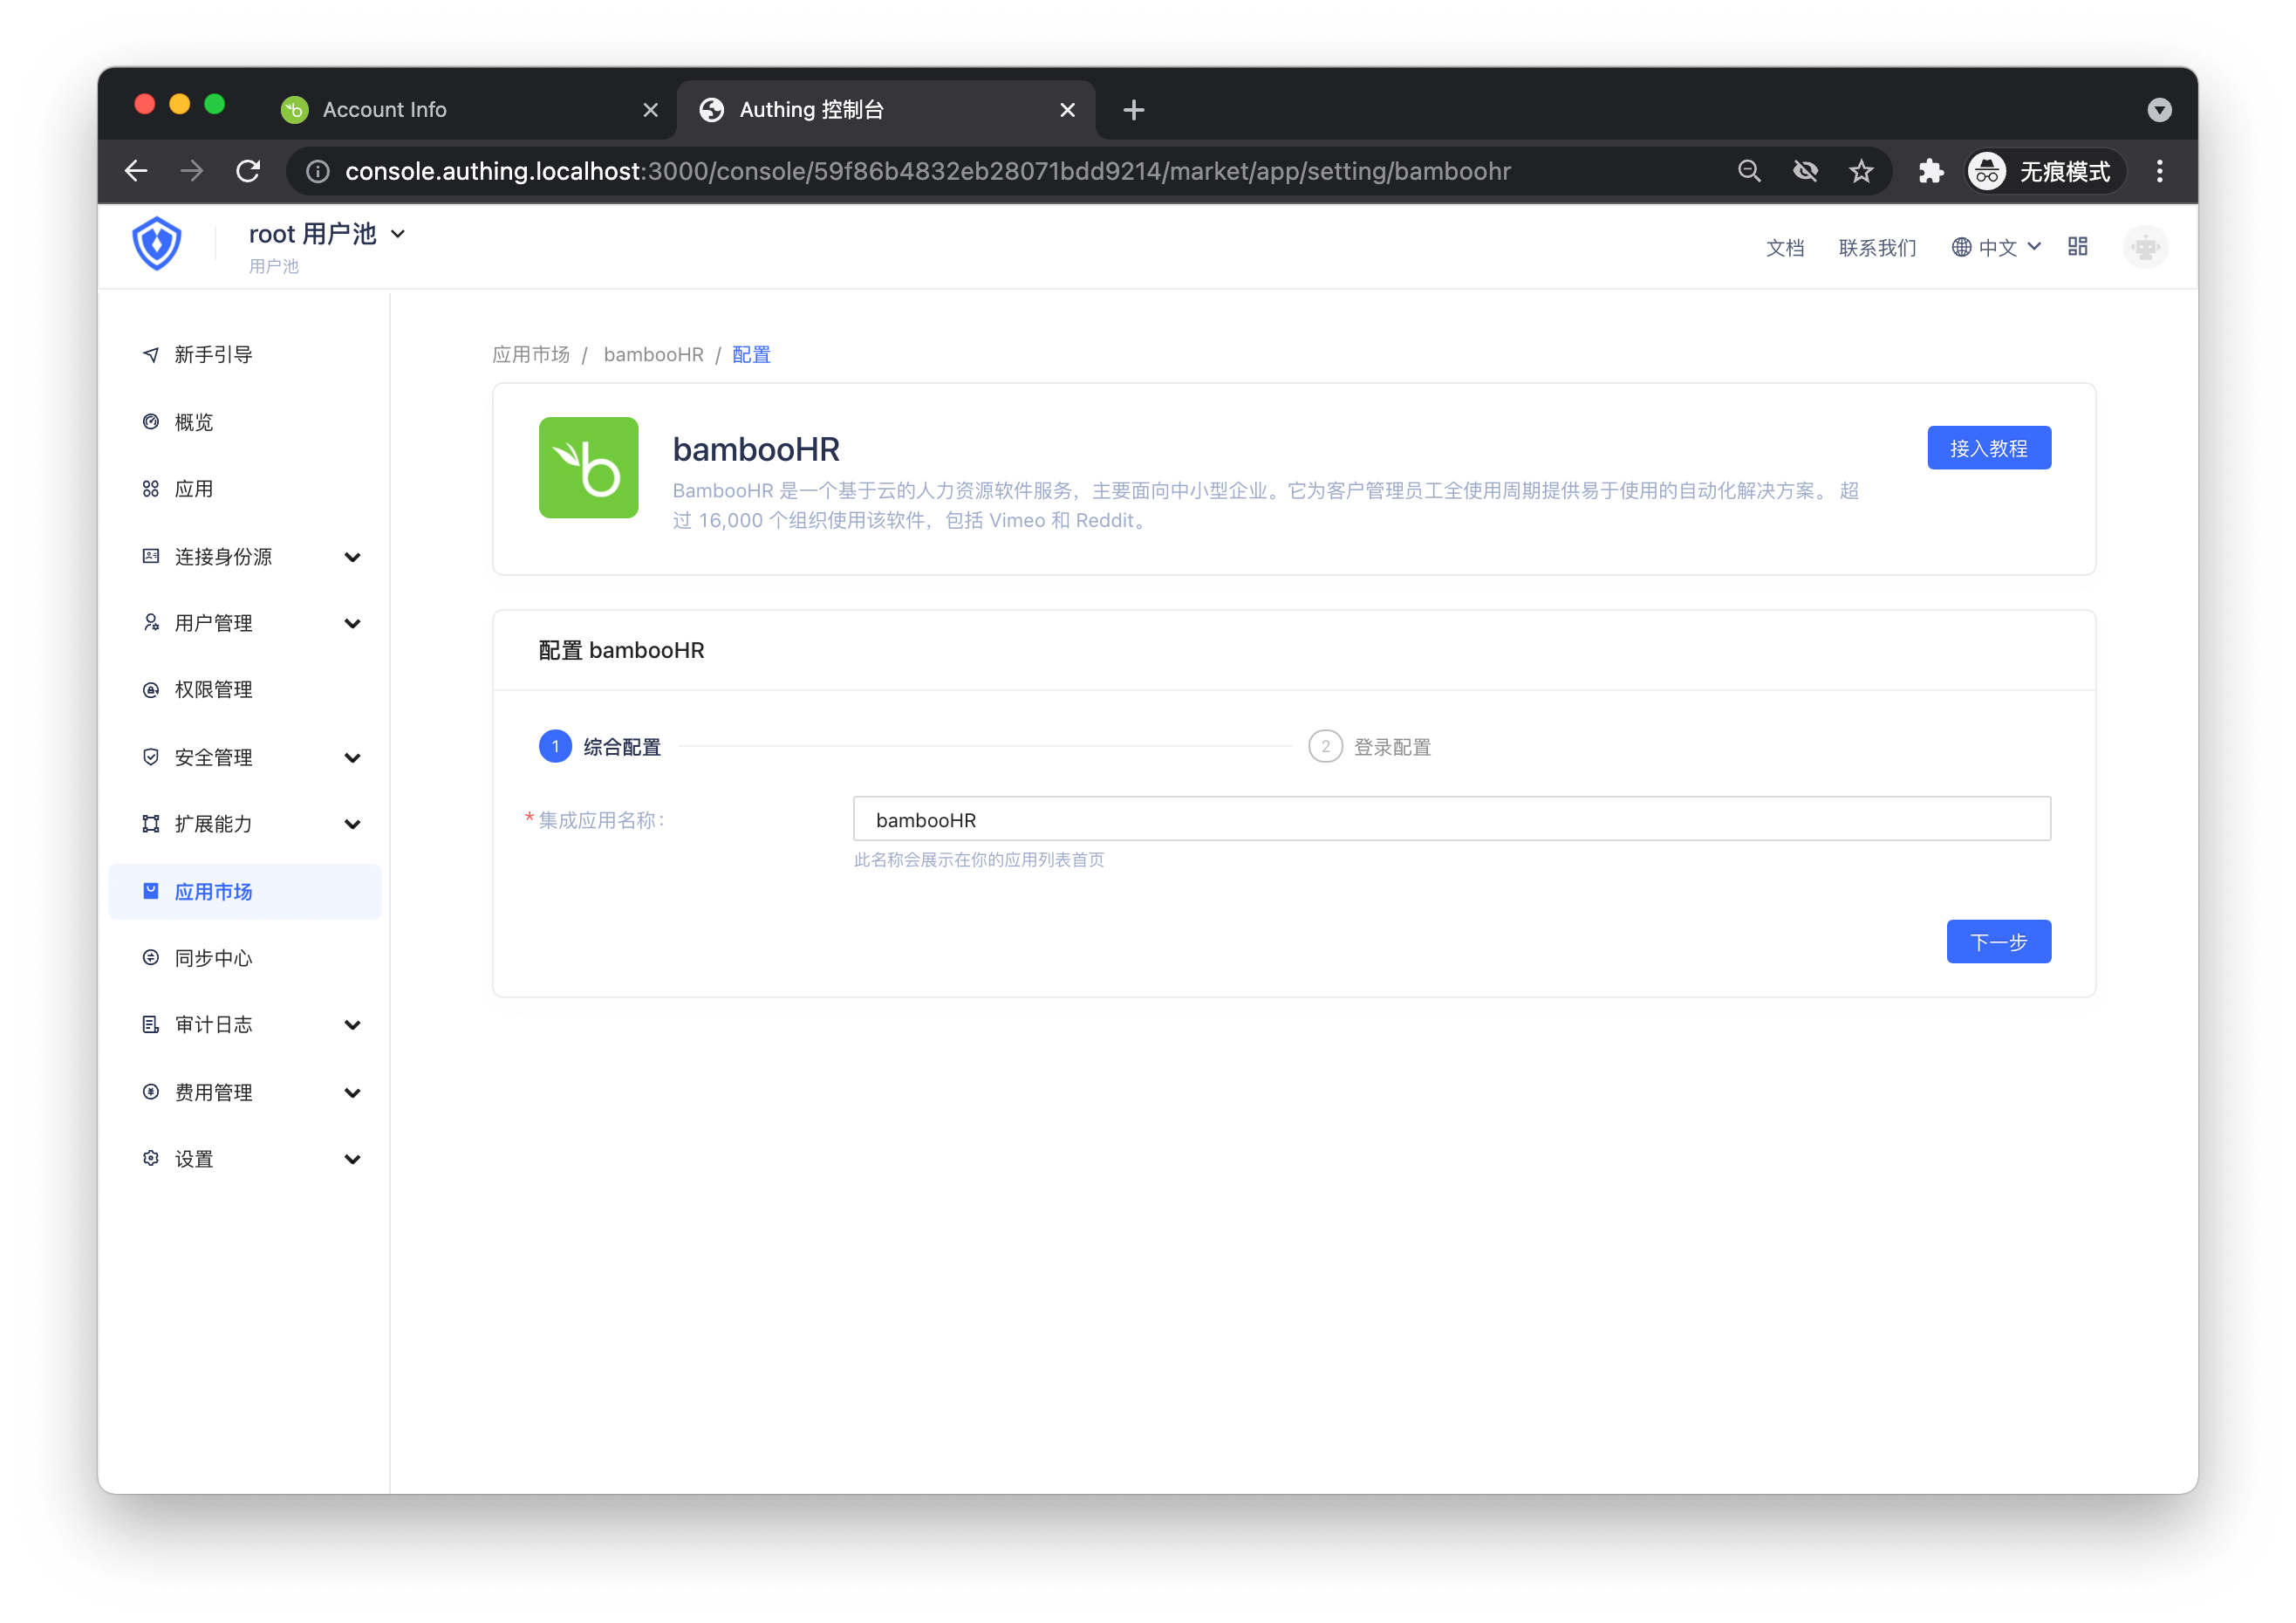 Account Info
Authing 控制台
console.authing.localhost:3000/console/59f86b4832eb28071bdd9214/market/app/setting/bamboohr
无痕模式
root 用户池
用户池
文档
联系我们
中文
新手引导
概览
应用
连接身份源
用户管理
权限管理
安全管理
扩展能力
应用市场
同步中心
审计日志
费用管理
设置
应用市场 / bambooHR / 配置
bambooHR
接入教程
BambooHR 是一个基于云的人力资源软件服务，主要面向中小型企业。它为客户管理员工全使用周期提供易于使用的自动化解决方案。 超
过 16,000 个组织使用该软件，包括 Vimeo 和 Reddit。
配置 bambooHR
1 综合配置
2 登录配置
* 集成应用名称：
bambooHR
此名称会展示在你的应用列表首页
下一步